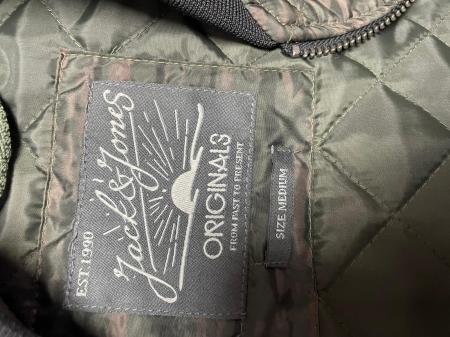 EST 1990
Jack & Jones
ORIGINALS
FROM PAST TO PRESENT
SIZE MEDIUM